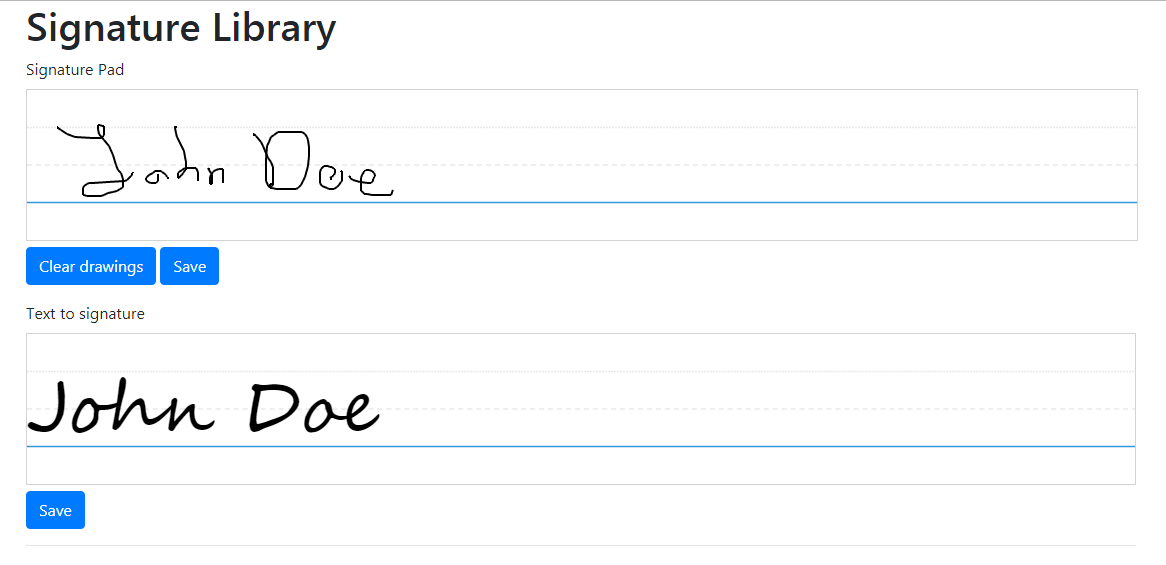 Signature Library
Signature Pad
John Doe
Clear drawings Save
Text to signature
John Doe
Save